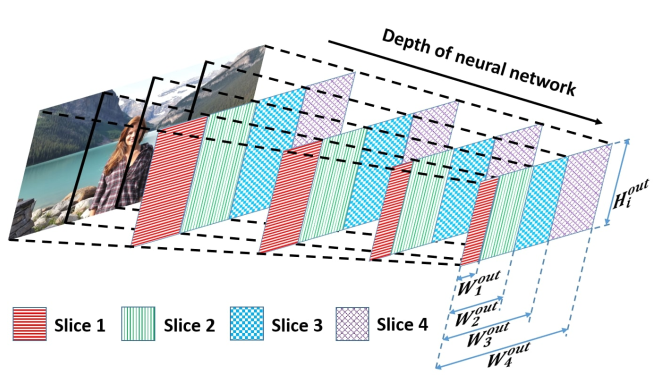 Depth of neural network
H_i^out
W_1^out
W_2^out
W_3^out
W_4^out
Slice 1
Slice 2
Slice 3
Slice 4